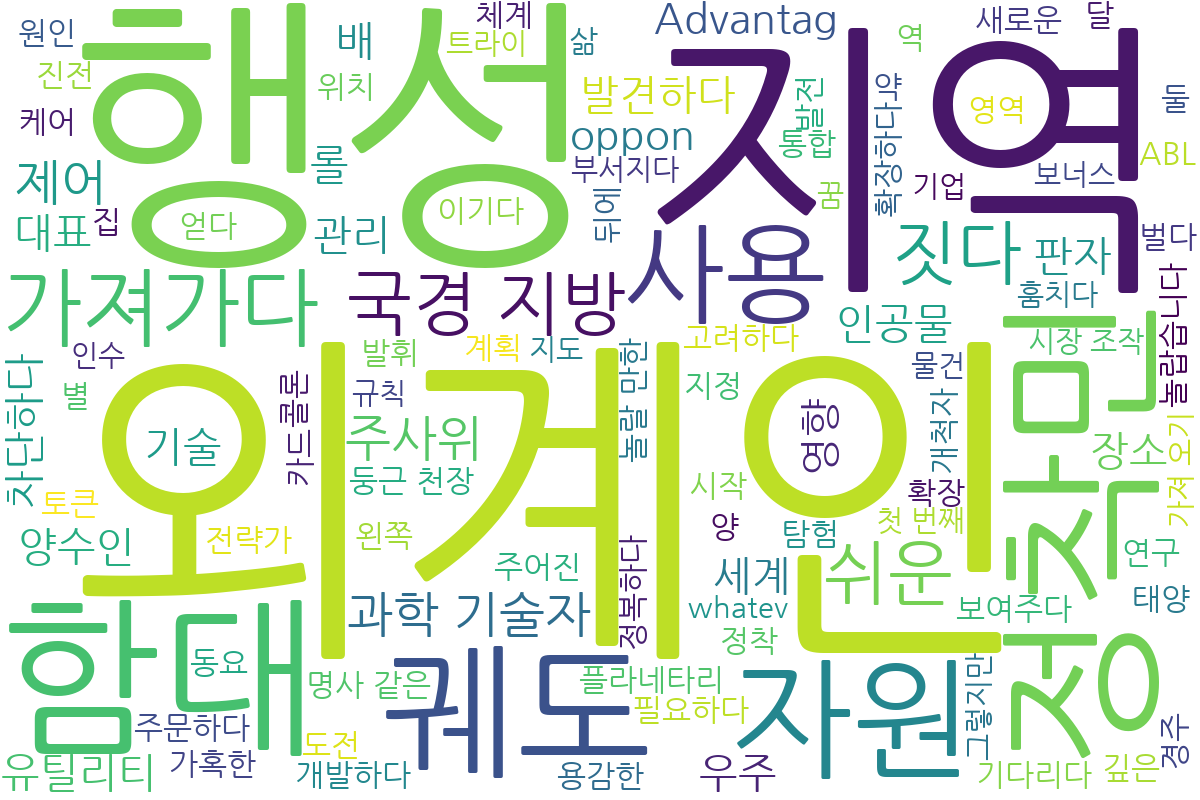 원인
체계
Advantag
새로운
달
배
트라이
삶
역
진전
해성
위치
발견하다
지역
영역
둘
케어
oppon
발전
통합
확장하다략
ABL
제어
롤
부서지다
꿈
기업
보너스
대표
집
얻다
관리
이기다
뒤에
벌다
가져가다
국경 지방
사용
짓다
판자
훔치다
인공물
시장 조작
놀랍습니다
인수
발휘
계획
지도
고려하다
물건
차단하다
별
외계인
카드 폴론
규칙
놀랄 만한
지정
영향
개척자
정착민
기술
주사위
장소
가져 오기
토큰
둥근 천장
시작
확장
양수인
전략가
왼쪽
양
첫 번째
탐험
연구
주어진
정복하다
세계
쉬운
태양
함대
과학 기술자
whatev
보여주다
정착
동요
명사 같은
궤도
플라네타리
자원
그렇지만
필요하다
주문하다
경주
유틸리티
가혹한
도전
개발하다
용감한
우주
기다리다
깊은